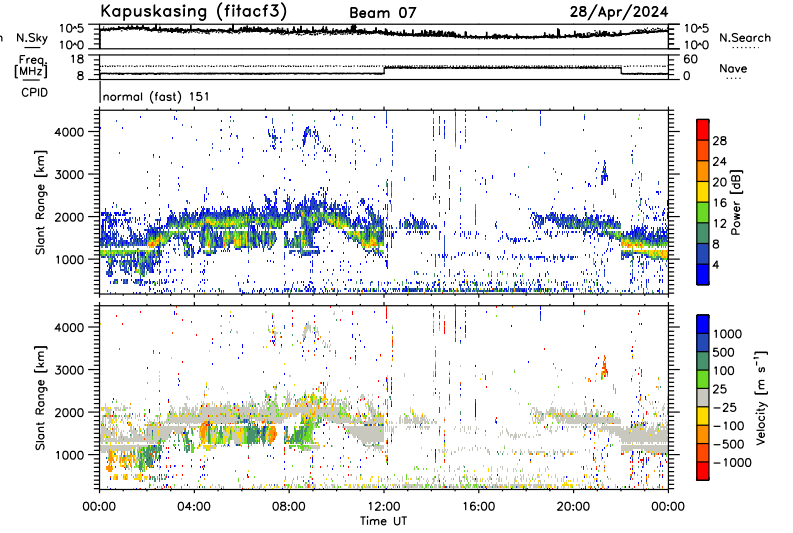 Kapuskasing (fitacf3) Beam 07 28/Apr/2024
n N.Sky 10^5 10^0 10^5 10^0 N.Search
Freq. [MHz] 18 8 60 0 Nave
CPID normal (fast) 151
Slant Range [km] 4000 3000 2000 1000
28 24 20 16 12 8 4 Power [dB]
Slant Range [km] 4000 3000 2000 1000
1000 500 100 25 -25 -100 -500 -1000 Velocity [m s^-1]
00:00 04:00 08:00 12:00 16:00 20:00 00:00
Time UT